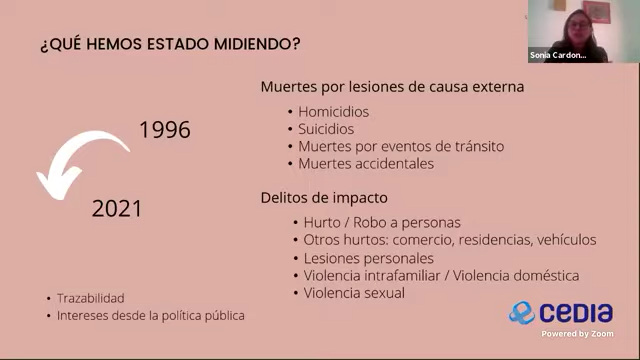 ¿QUÉ HEMOS ESTADO MIDIENDO?
Sonia Cardon...
1996
2021
• Trazabilidad
• Intereses desde la política pública
Muertes por lesiones de causa externa
• Homicidios
• Suicidios
• Muertes por eventos de tránsito
• Muertes accidentales
Delitos de impacto
• Hurto / Robo a personas
• Otros hurtos: comercio, residencias, vehículos
• Lesiones personales
• Violencia intrafamiliar / Violencia doméstica
• Violencia sexual
CEDIA
Powered by Zoom